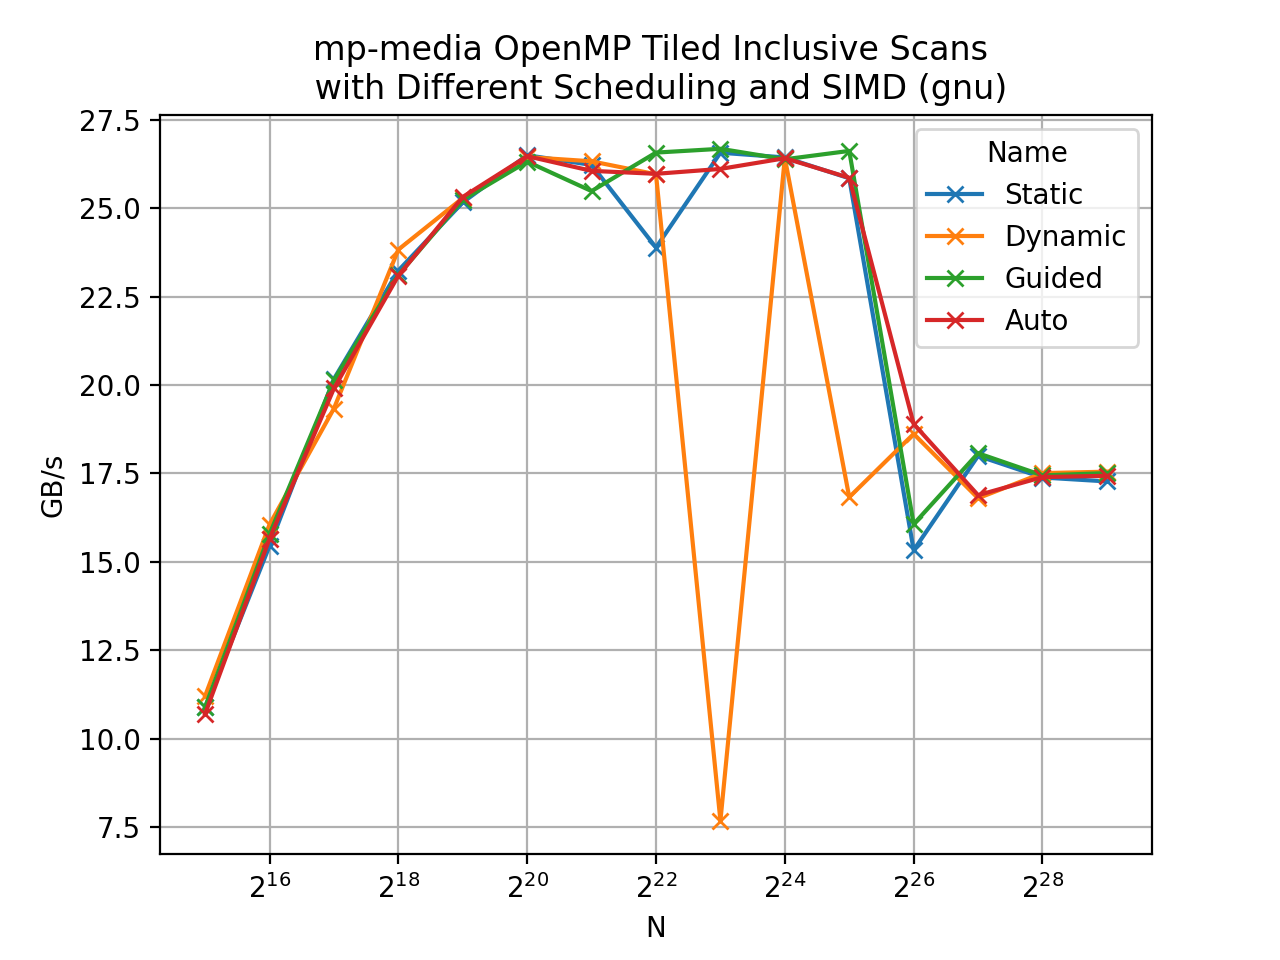 mp-media OpenMP Tiled Inclusive Scans
with Different Scheduling and SIMD (gnu)
27.5
25.0
22.5
20.0
17.5
15.0
12.5
10.0
7.5
GB/s
Name
Static
Dynamic
Guided
Auto
2^16 2^18 2^20 2^22 2^24 2^26 2^28
N